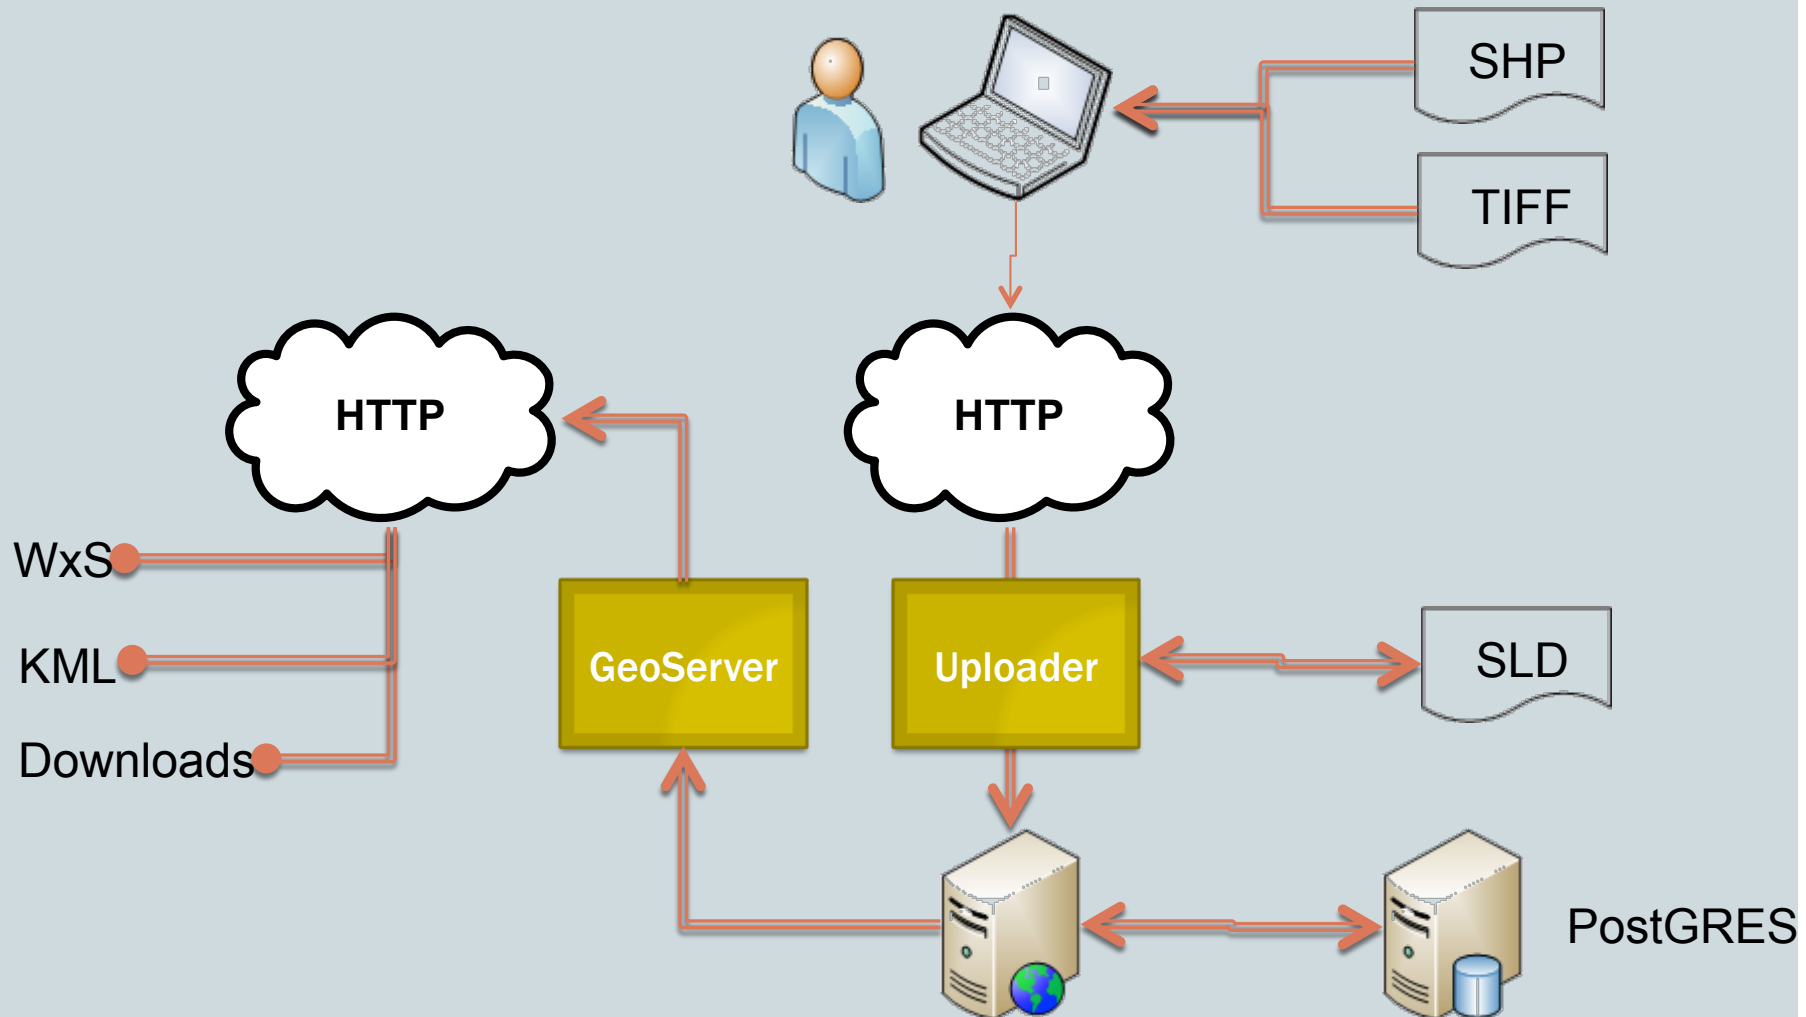 SHP
TIFF
HTTP
HTTP
WxS
GeoServer
Uploader
SLD
KML
Downloads
PostGRES